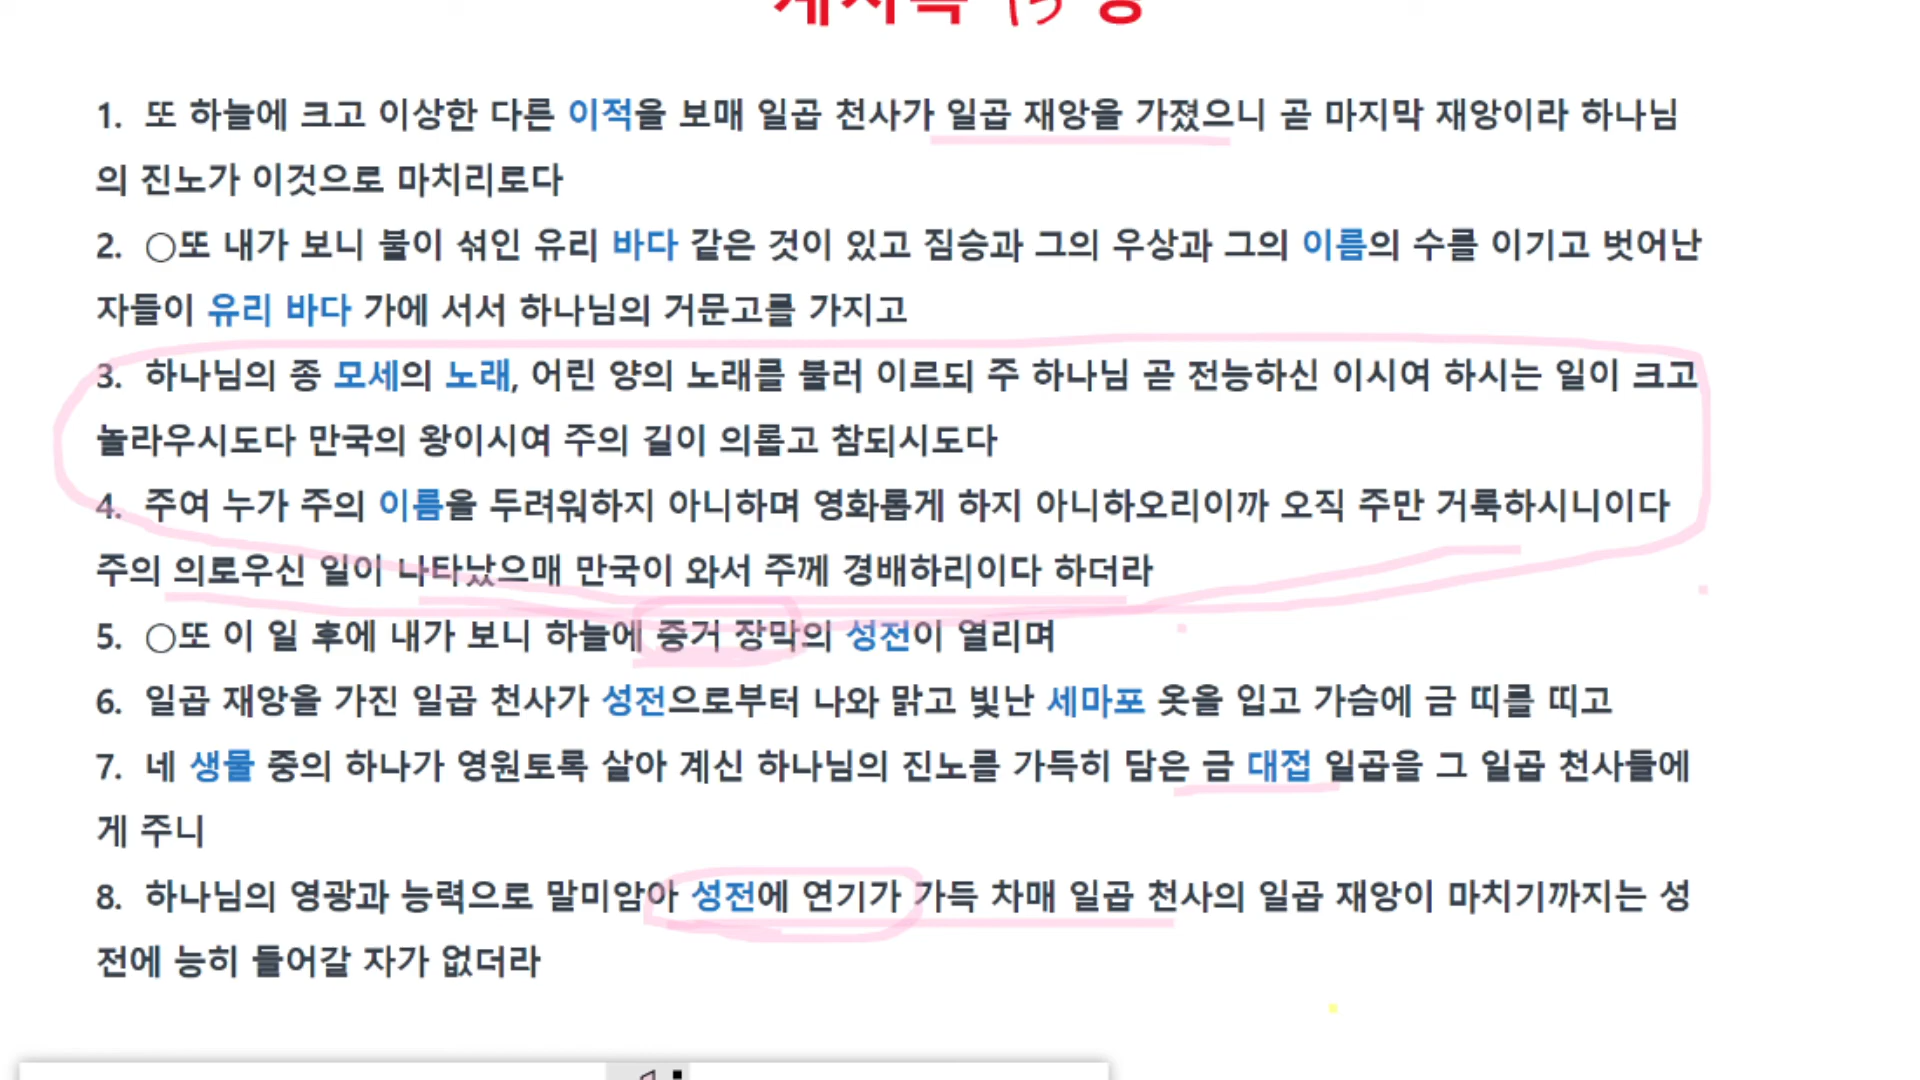 계시록 15 장
1. 또 하늘에 크고 이상한 다른 이적을 보매 일곱 천사가 일곱 재앙을 가졌으니 곧 마지막 재앙이라 하나님
의 진노가 이것으로 마치리로다
2. ○또 내가 보니 불이 섞인 유리 바다 같은 것이 있고 짐승과 그의 우상과 그의 이름의 수를 이기고 벗어난
자들이 유리 바다 가에 서서 하나님의 거문고를 가지고
3. 하나님의 종 모세의 노래, 어린 양의 노래를 불러 이르되 주 하나님 곧 전능하신 이시여 하시는 일이 크고
놀라우시도다 만국의 왕이시여 주의 길이 의롭고 참되시도다
4. 주여 누가 주의 이름을 두려워하지 아니하며 영화롭게 하지 아니하오리이까 오직 주만 거룩하시니이다
주의 의로우신 일이 나타났으매 만국이 와서 주께 경배하리이다 하더라
5. ○또 이 일 후에 내가 보니 하늘에 증거 장막의 성전이 열리며
6. 일곱 재앙을 가진 일곱 천사가 성전으로부터 나와 맑고 빛난 세마포 옷을 입고 가슴에 금 띠를 띠고
7. 네 생물 중의 하나가 영원토록 살아 계신 하나님의 진노를 가득히 담은 금 대접 일곱을 그 일곱 천사들에
게 주니
8. 하나님의 영광과 능력으로 말미암아 성전에 연기가 가득 차매 일곱 천사의 일곱 재앙이 마치기까지는 성
전에 능히 들어갈 자가 없더라